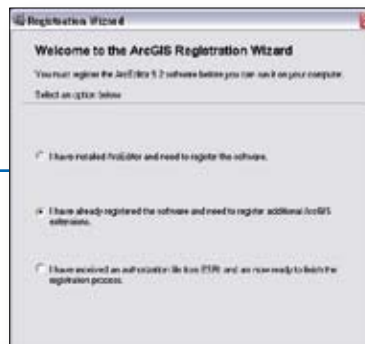 Registration Wizard
Welcome to the ArcGIS Registration Wizard
You must register the ArcEditor 9.2 software before you can run it on your computer.
Select an option below
I have installed ArcEditor and need to register the software.
I have already registered the software and need to register additional ArcGIS
extensions.
I have received an authorization file from ESRI and am now ready to finish the
registration process.